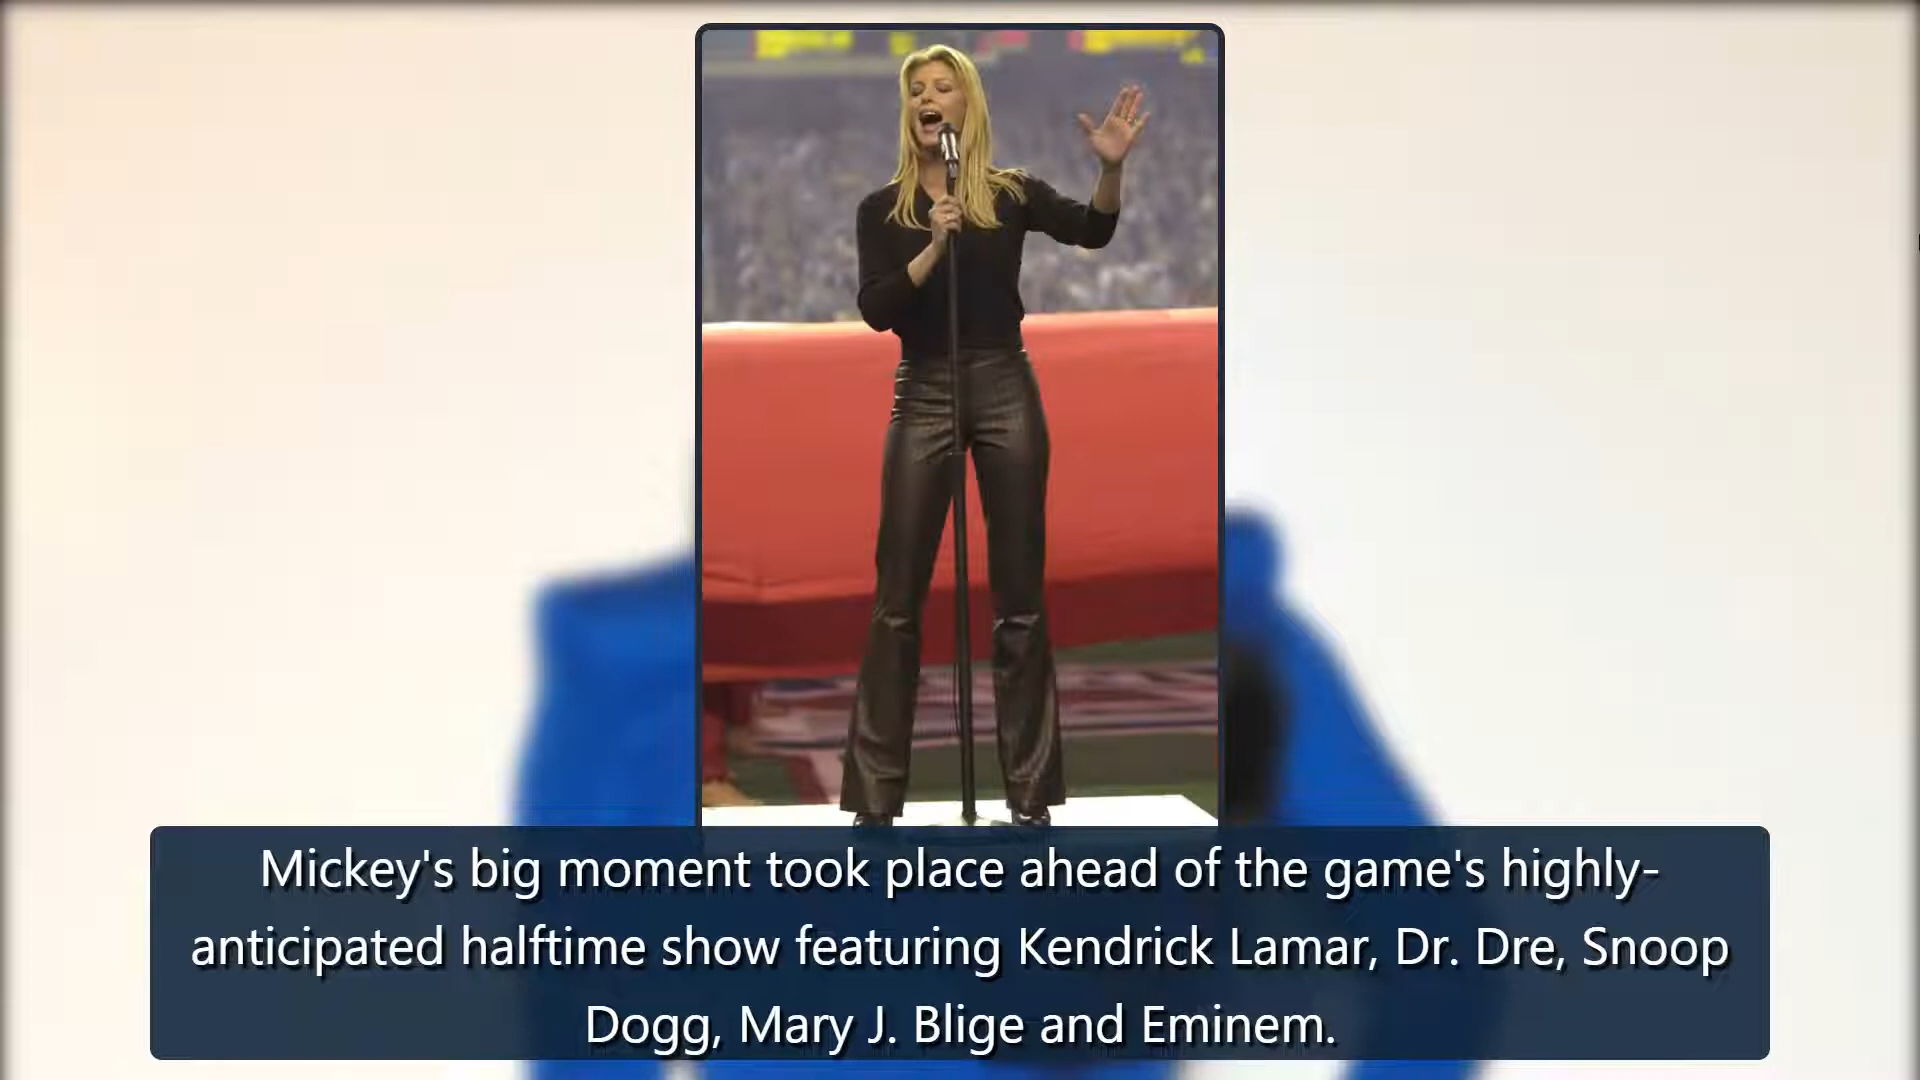 Mickey's big moment took place ahead of the game's highly-
anticipated halftime show featuring Kendrick Lamar, Dr. Dre, Snoop
Dogg, Mary J. Blige and Eminem.